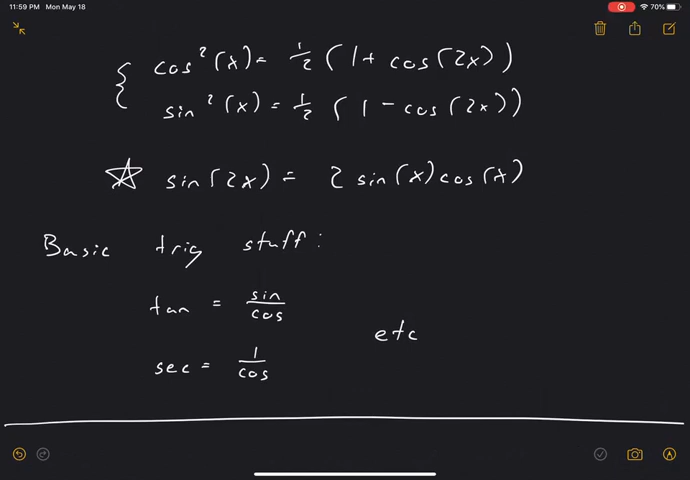 11:59 PM Mon May 18 70%
cos²(x) = 1/2 (1 + cos(2x))
sin²(x) = 1/2 (1 - cos(2x))
☆ sin(2x) = 2 sin(x) cos(x)
Basic trig stuff:
tan = sin/cos
etc
sec = 1/cos